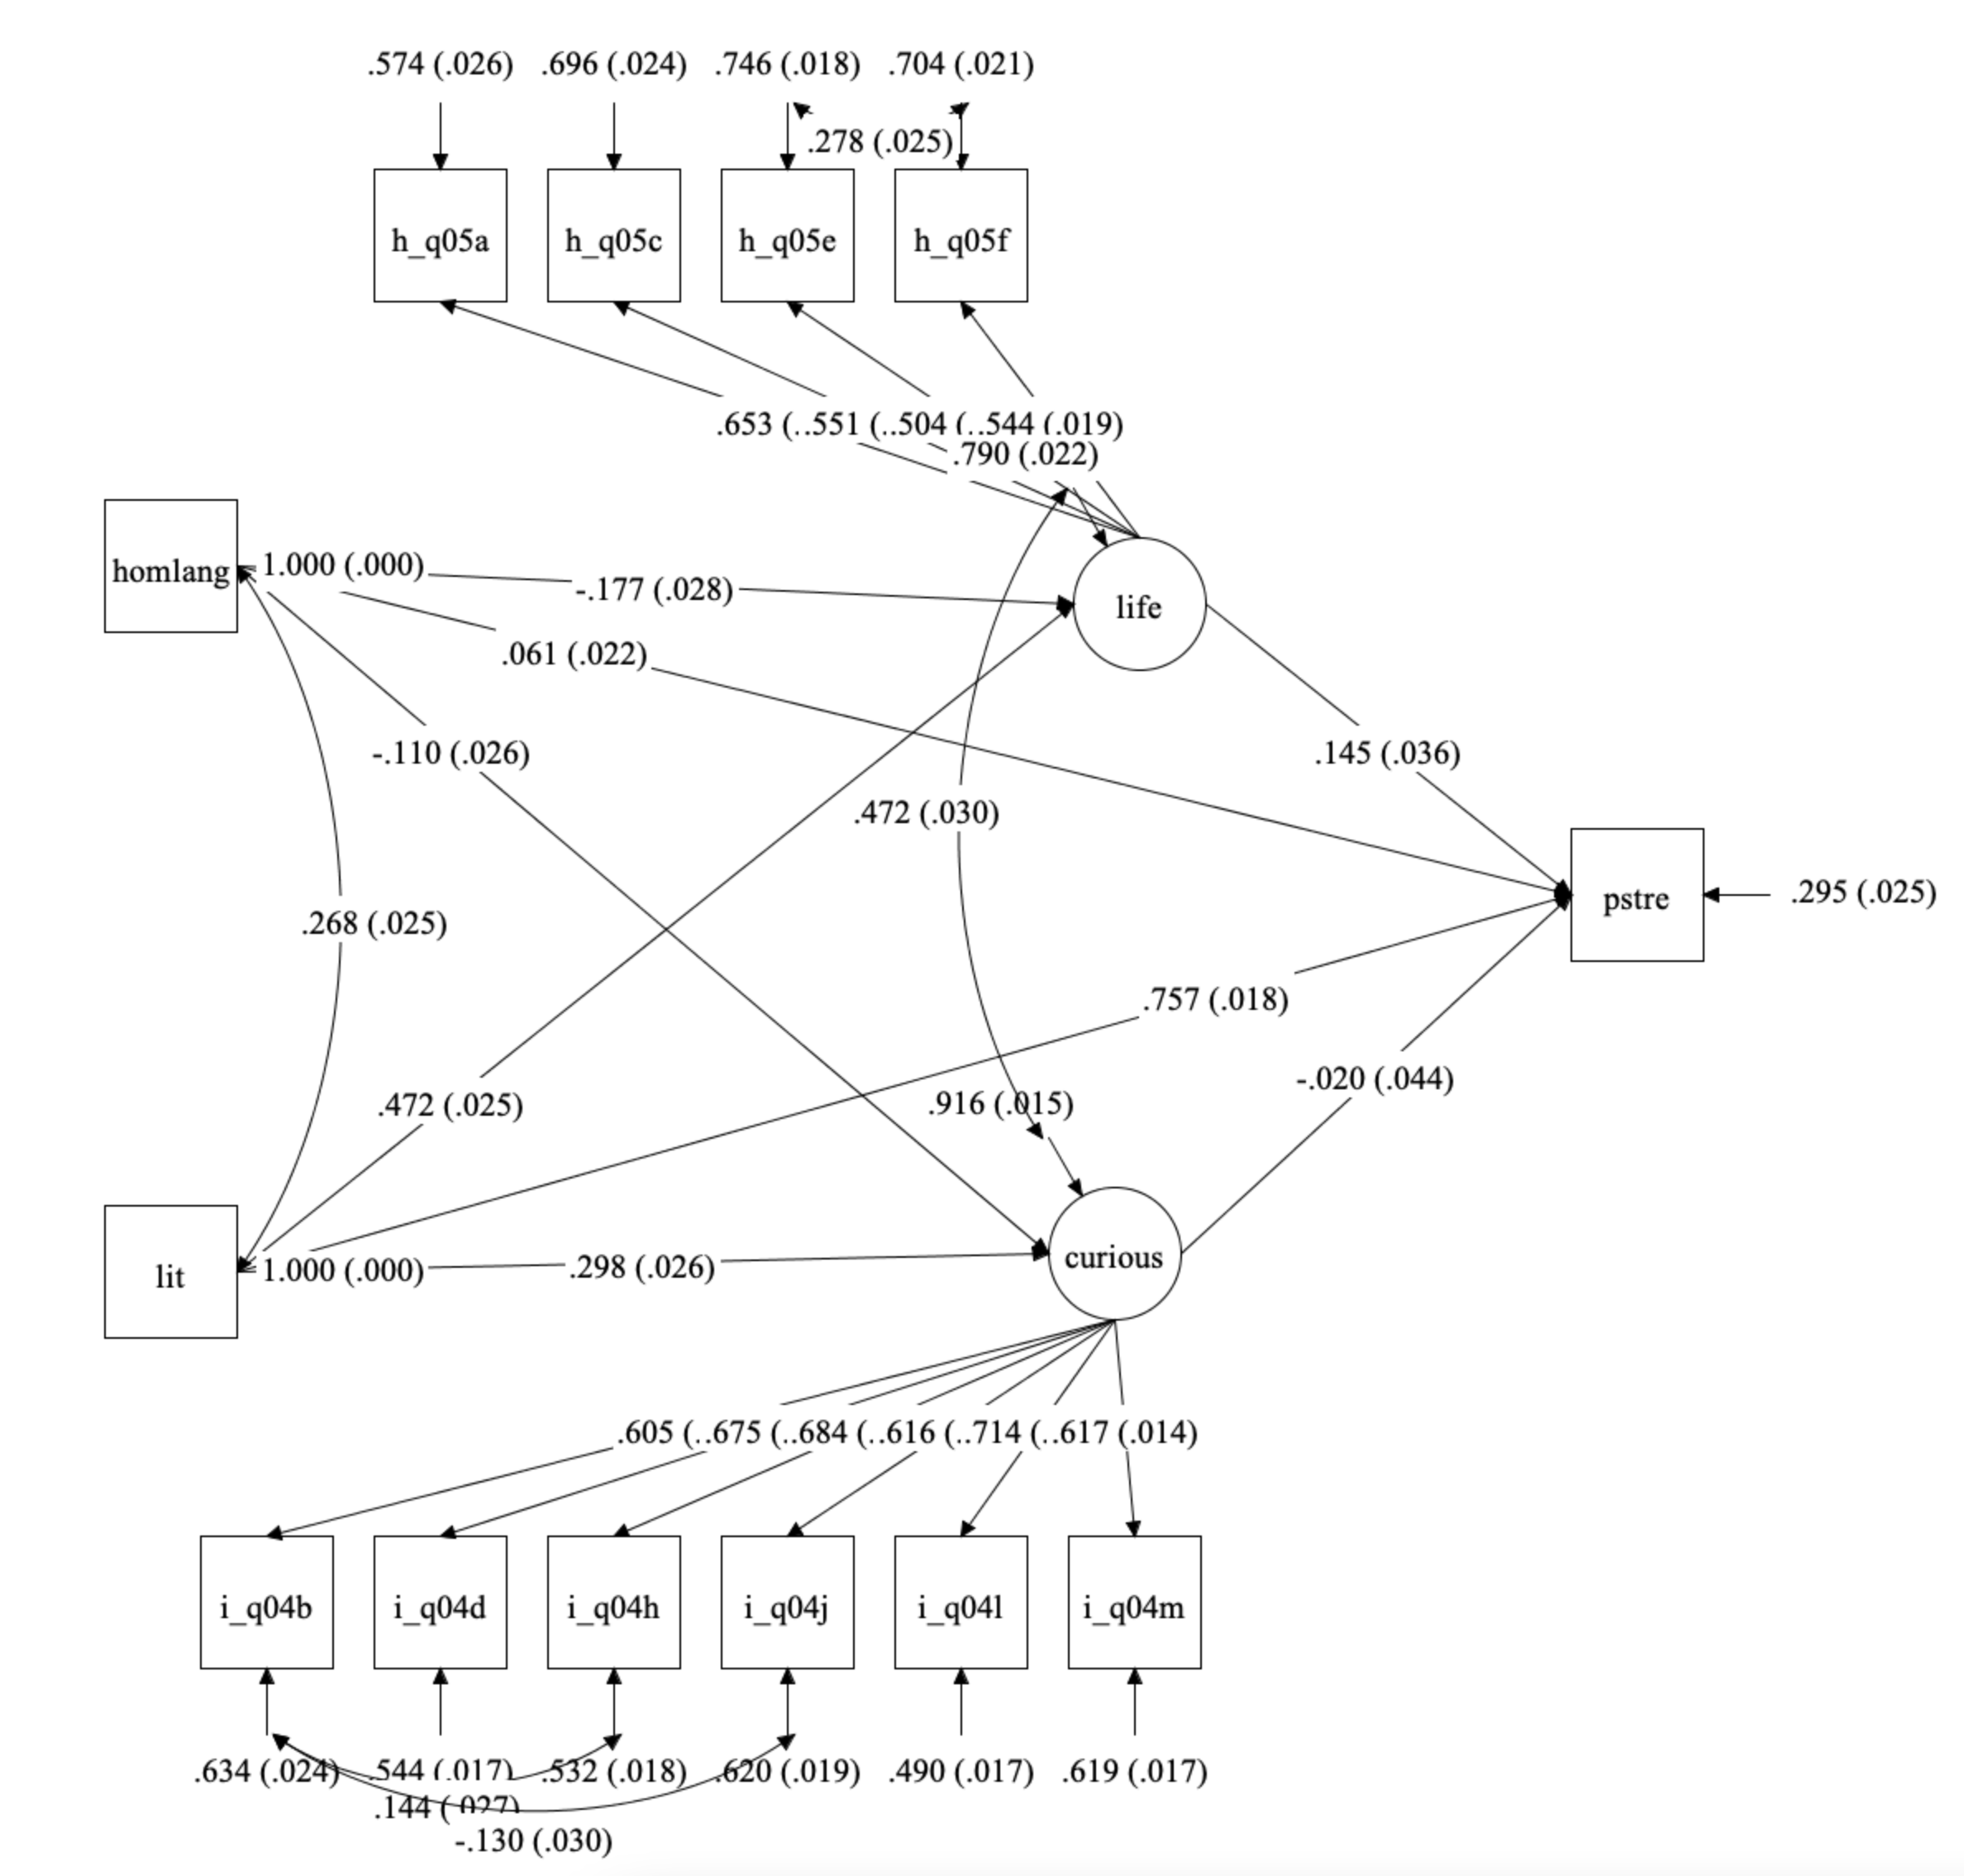 .574 (.026) .696 (.024) .746 (.018) .704 (.021)
.278 (.025)
h_q05a h_q05c h_q05e h_q05f
.653 (..551 (..504 (..544 (.019)
.790 (.022)
homlang 1.000 (.000) -.177 (.028) life
.061 (.022)
-.110 (.026) .145 (.036)
.472 (.030)
pstre .295 (.025)
.268 (.025)
.757 (.018)
-.020 (.044)
.472 (.025) .916 (.015)
lit 1.000 (.000) .298 (.026) curious
.605 (..675 (..684 (..616 (..714 (..617 (.014)
i_q04b i_q04d i_q04h i_q04j i_q04l i_q04m
.634 (.024) .544 (.017) .532 (.018) .620 (.019) .490 (.017) .619 (.017)
.144 (.027)
-.130 (.030)